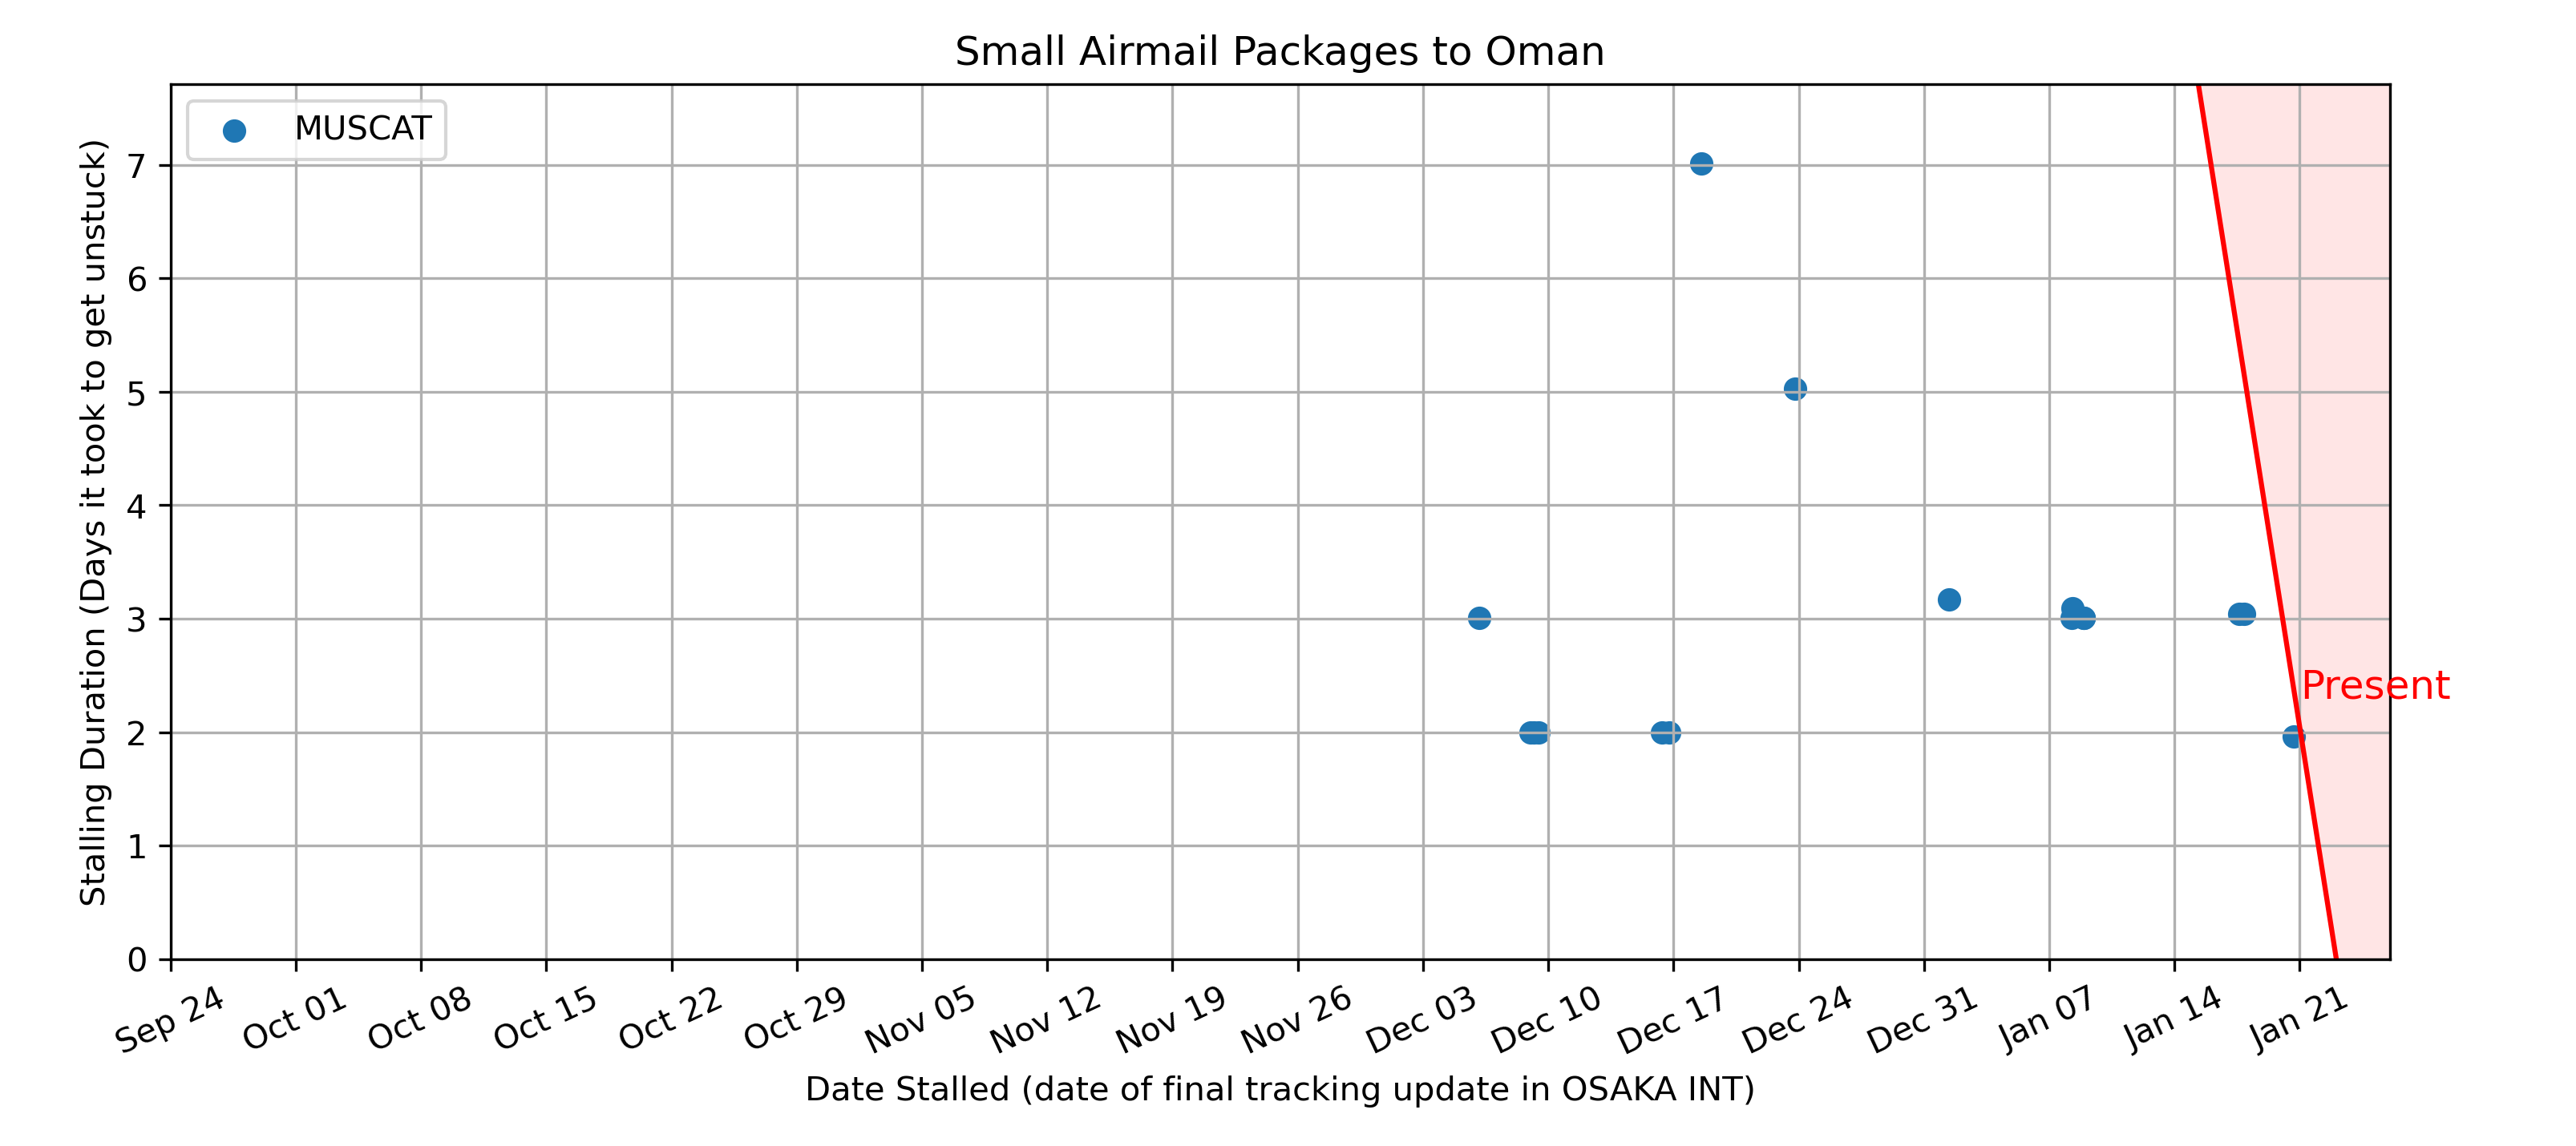 Small Airmail Packages to Oman
MUSCAT
Stalling Duration (Days it took to get unstuck)
7
6
5
4
3
2
1
0
Present
Sep 24 Oct 01 Oct 08 Oct 15 Oct 22 Oct 29 Nov 05 Nov 12 Nov 19 Nov 26 Dec 03 Dec 10 Dec 17 Dec 24 Dec 31 Jan 07 Jan 14 Jan 21
Date Stalled (date of final tracking update in OSAKA INT)